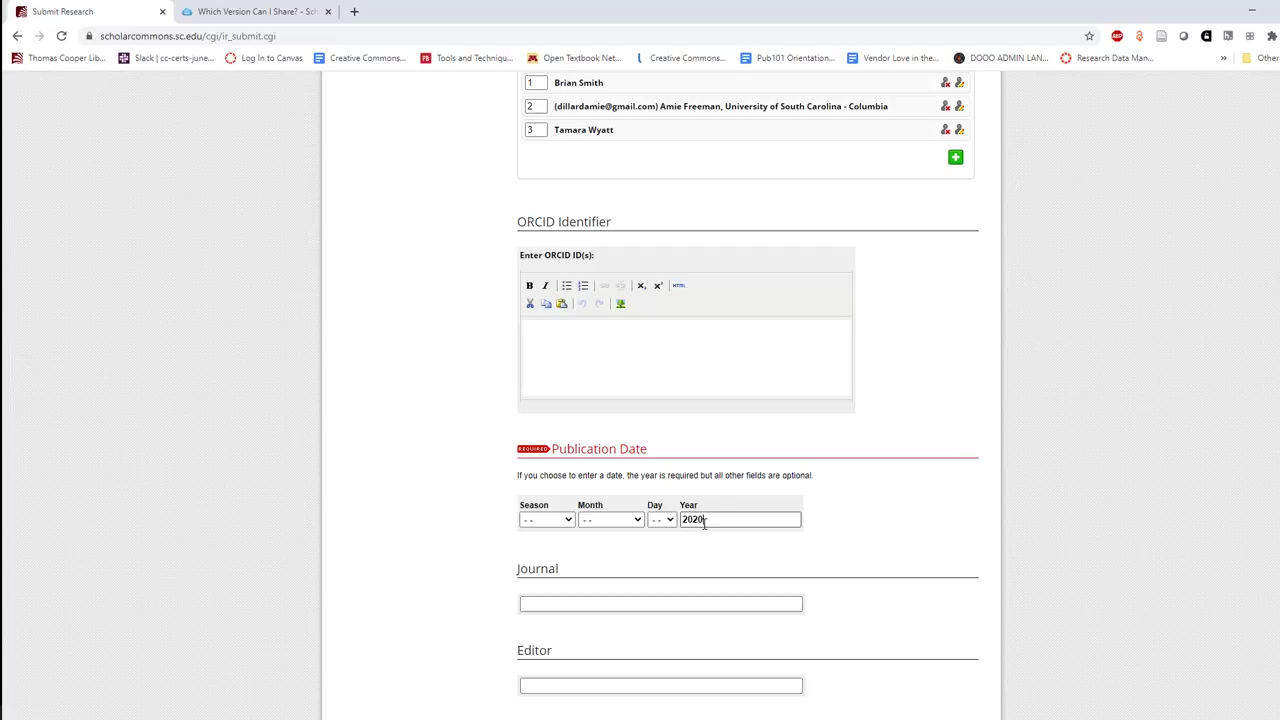 Submit Research
Which Version Can I Share? - Sch
scholarcommons.sc.edu/cgi/ir_submit.cgi
Thomas Cooper Lib...
Slack | cc-certs-june...
Log In to Canvas
Creative Commons...
Tools and Techniqu...
Open Textbook Net...
Creative Commons...
Pub101 Orientation...
Vendor Love in the...
DOOO ADMIN LAN...
Research Data Man...
»
Other
1 Brian Smith
2 (dillardamie@gmail.com) Amie Freeman, University of South Carolina - Columbia
3 Tamara Wyatt
ORCID Identifier
Enter ORCID ID(s):
B I HTML
REQUIRED Publication Date
If you choose to enter a date, the year is required but all other fields are optional.
Season Month Day Year
- - - - - - 2020
Journal
Editor